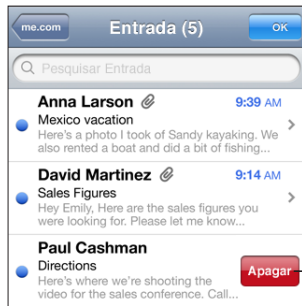 me.com Entrada (5) OK
Pesquisar Entrada
Anna Larson 9:39 AM
Mexico vacation
Here's a photo I took of Sandy kayaking. We
also rented a boat and did a bit of fishing...
David Martinez 9:14 AM
Sales Figures
Hey Emily, Here are the sales figures you
were looking for. Please let me know...
Paul Cashman
Directions
Apagar
Here's where we're shooting the
video for the sales conference. Call...